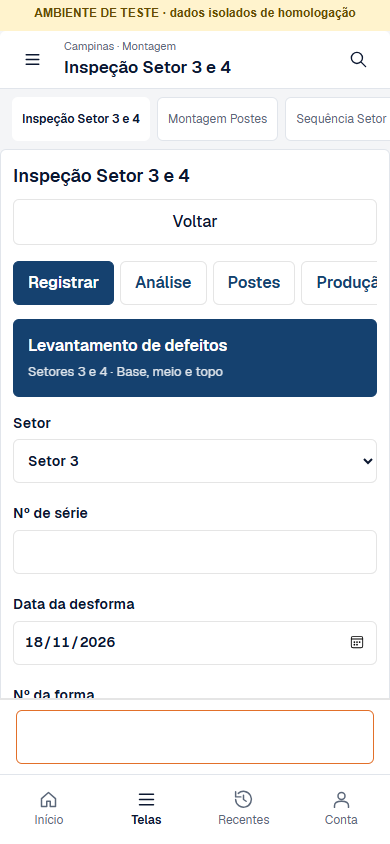 AMBIENTE DE TESTE · dados isolados de homologação
Campinas · Montagem
Inspeção Setor 3 e 4
Inspeção Setor 3 e 4
Montagem Postes
Sequência Setor
Inspeção Setor 3 e 4
Voltar
Registrar
Análise
Postes
Produçã
Levantamento de defeitos
Setores 3 e 4 · Base, meio e topo
Setor
Setor 3
Nº de série
Data da desforma
18/11/2026
Nº da forma
Início
Telas
Recentes
Conta